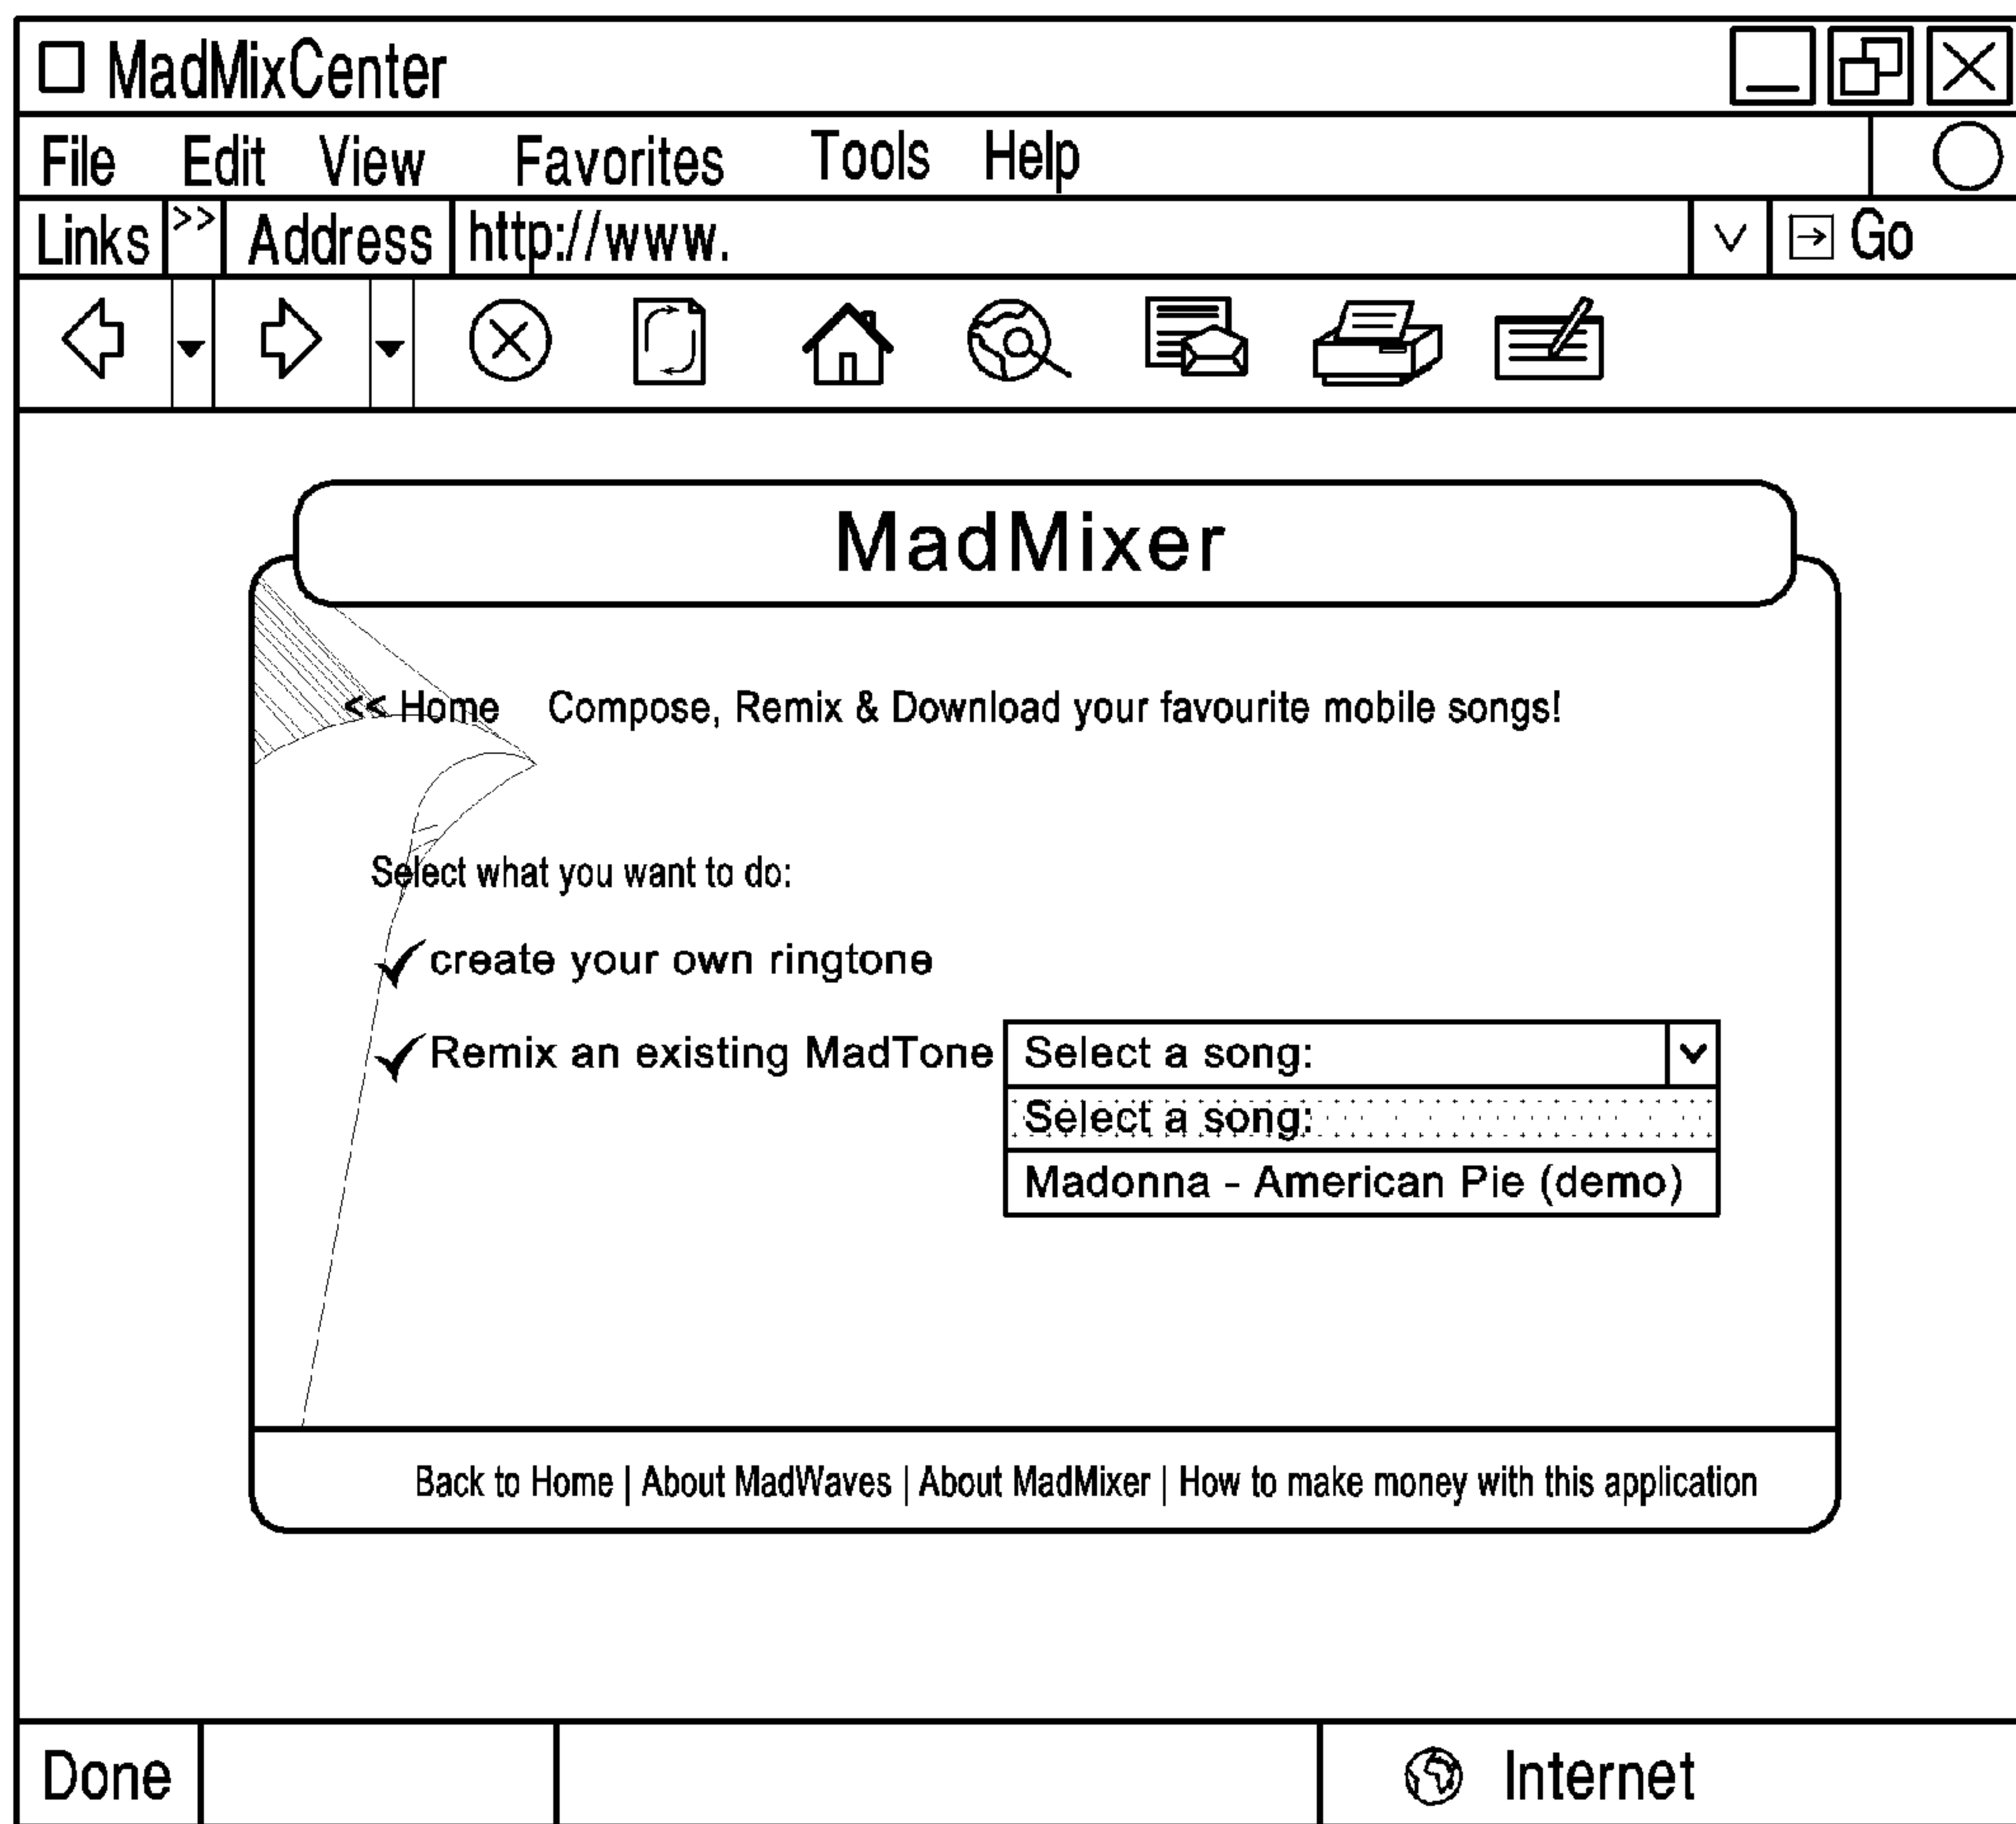 MadMixCenter
File Edit View Favorites Tools Help
Links >> Address http://www. Go
MadMixer
<< Home Compose, Remix & Download your favourite mobile songs!
Select what you want to do:
create your own ringtone
Remix an existing MadTone Select a song:
Select a song:
Madonna - American Pie (demo)
Back to Home | About MadWaves | About MadMixer | How to make money with this application
Done Internet